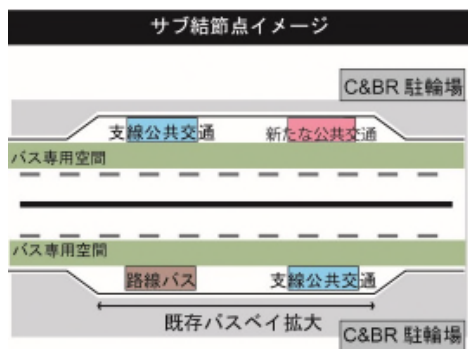 サブ結節点イメージ
C&BR 駐輪場
支線公共交通
新たな公共交通
バス専用空間
バス専用空間
路線バス
支線公共交通
既存バスベイ拡大
C&BR 駐輪場